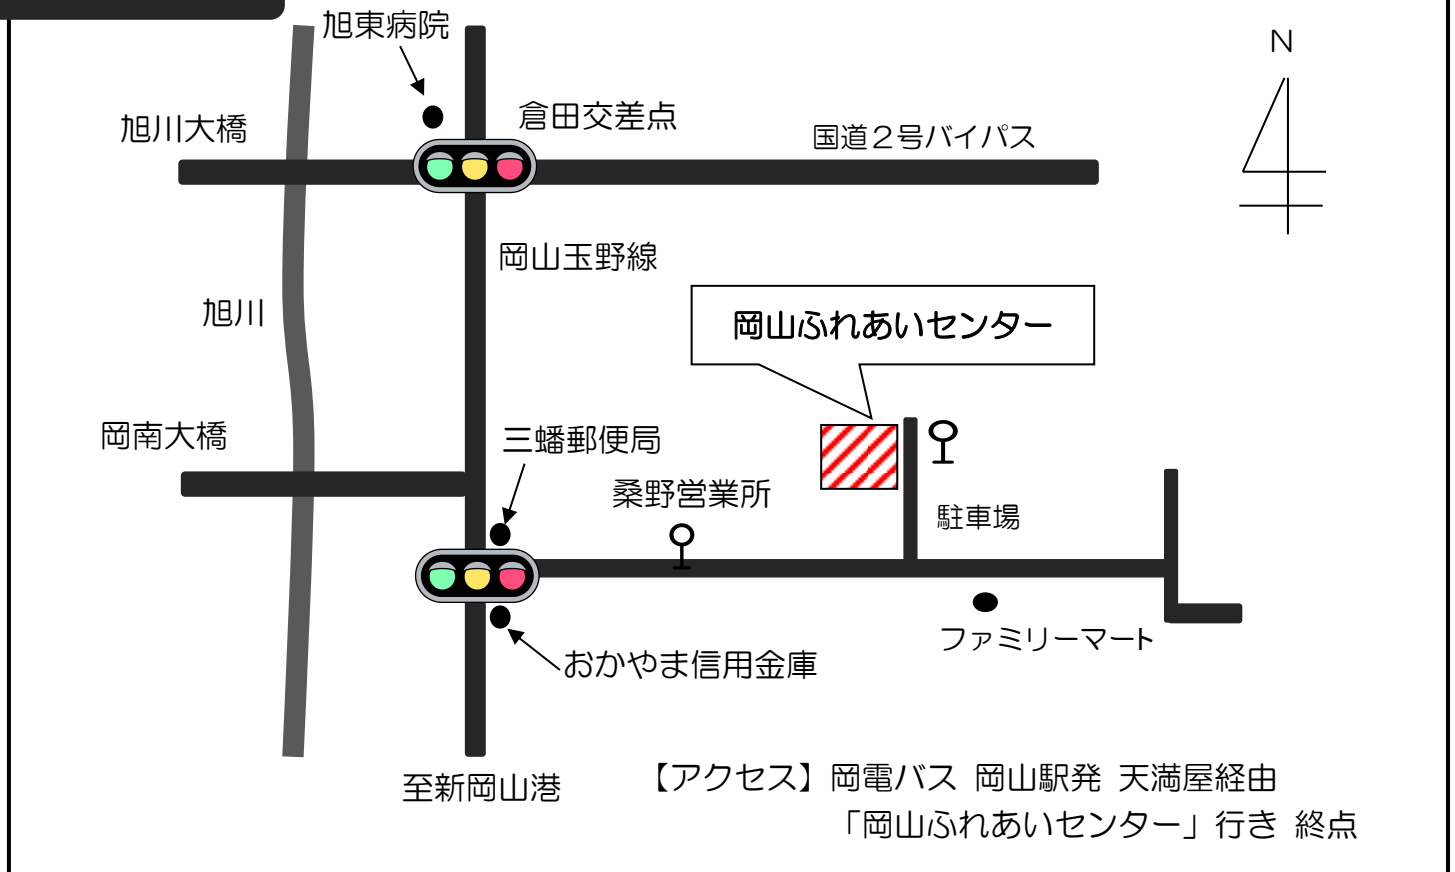 旭東病院
N
倉田交差点
旭川大橋
国道２号バイパス
岡山玉野線
旭川
岡山ふれあいセンター
岡南大橋
三蟠郵便局
桑野営業所
駐車場
ファミリーマート
おかやま信用金庫
至新岡山港
【アクセス】岡電バス 岡山駅発 天満屋経由
「岡山ふれあいセンター」行き 終点